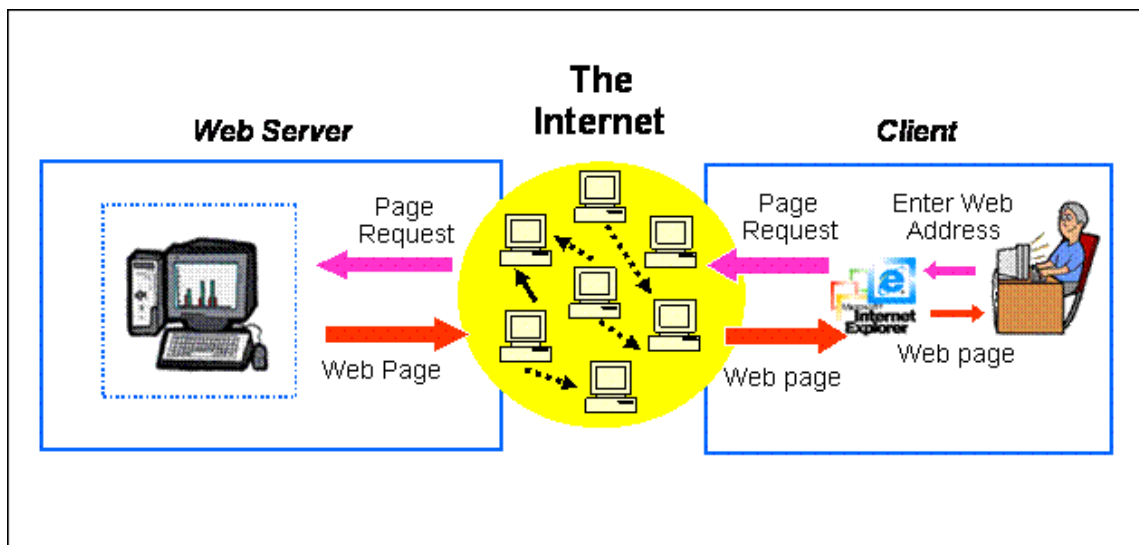 The
Internet
Web Server
Client
Page
Request
Page
Request
Enter Web
Address
Microsoft
Internet
Explorer
Web Page
Web page
Web page